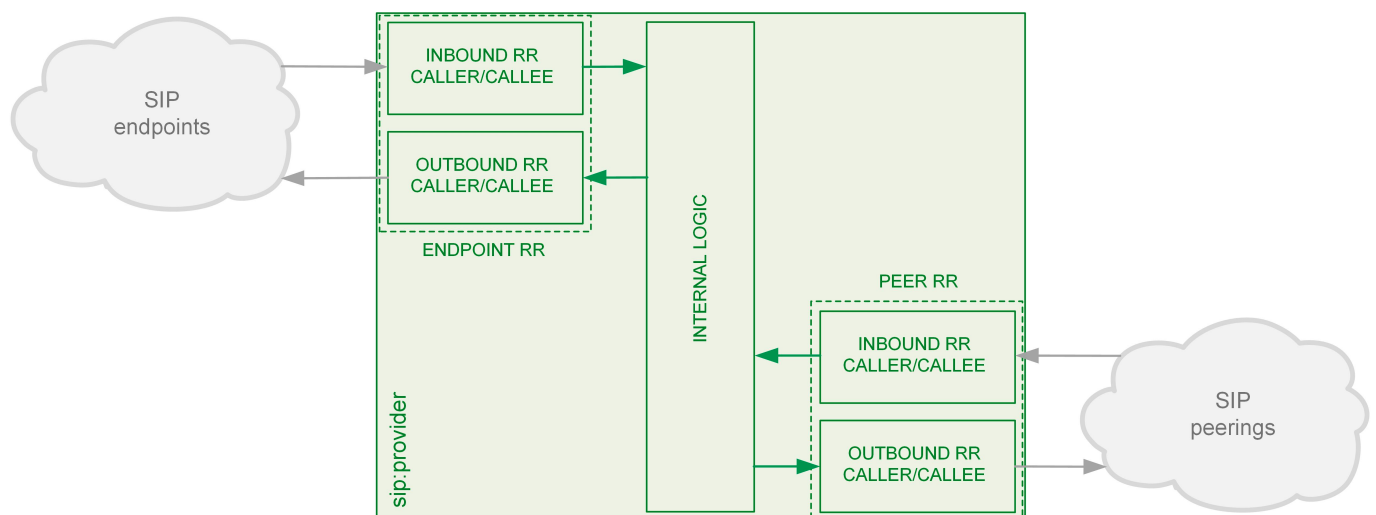 SIP
endpoints
INBOUND RR
CALLER/CALLEE
OUTBOUND RR
CALLER/CALLEE
ENDPOINT RR
INTERNAL LOGIC
sip:provider
PEER RR
INBOUND RR
CALLER/CALLEE
OUTBOUND RR
CALLER/CALLEE
SIP
peerings